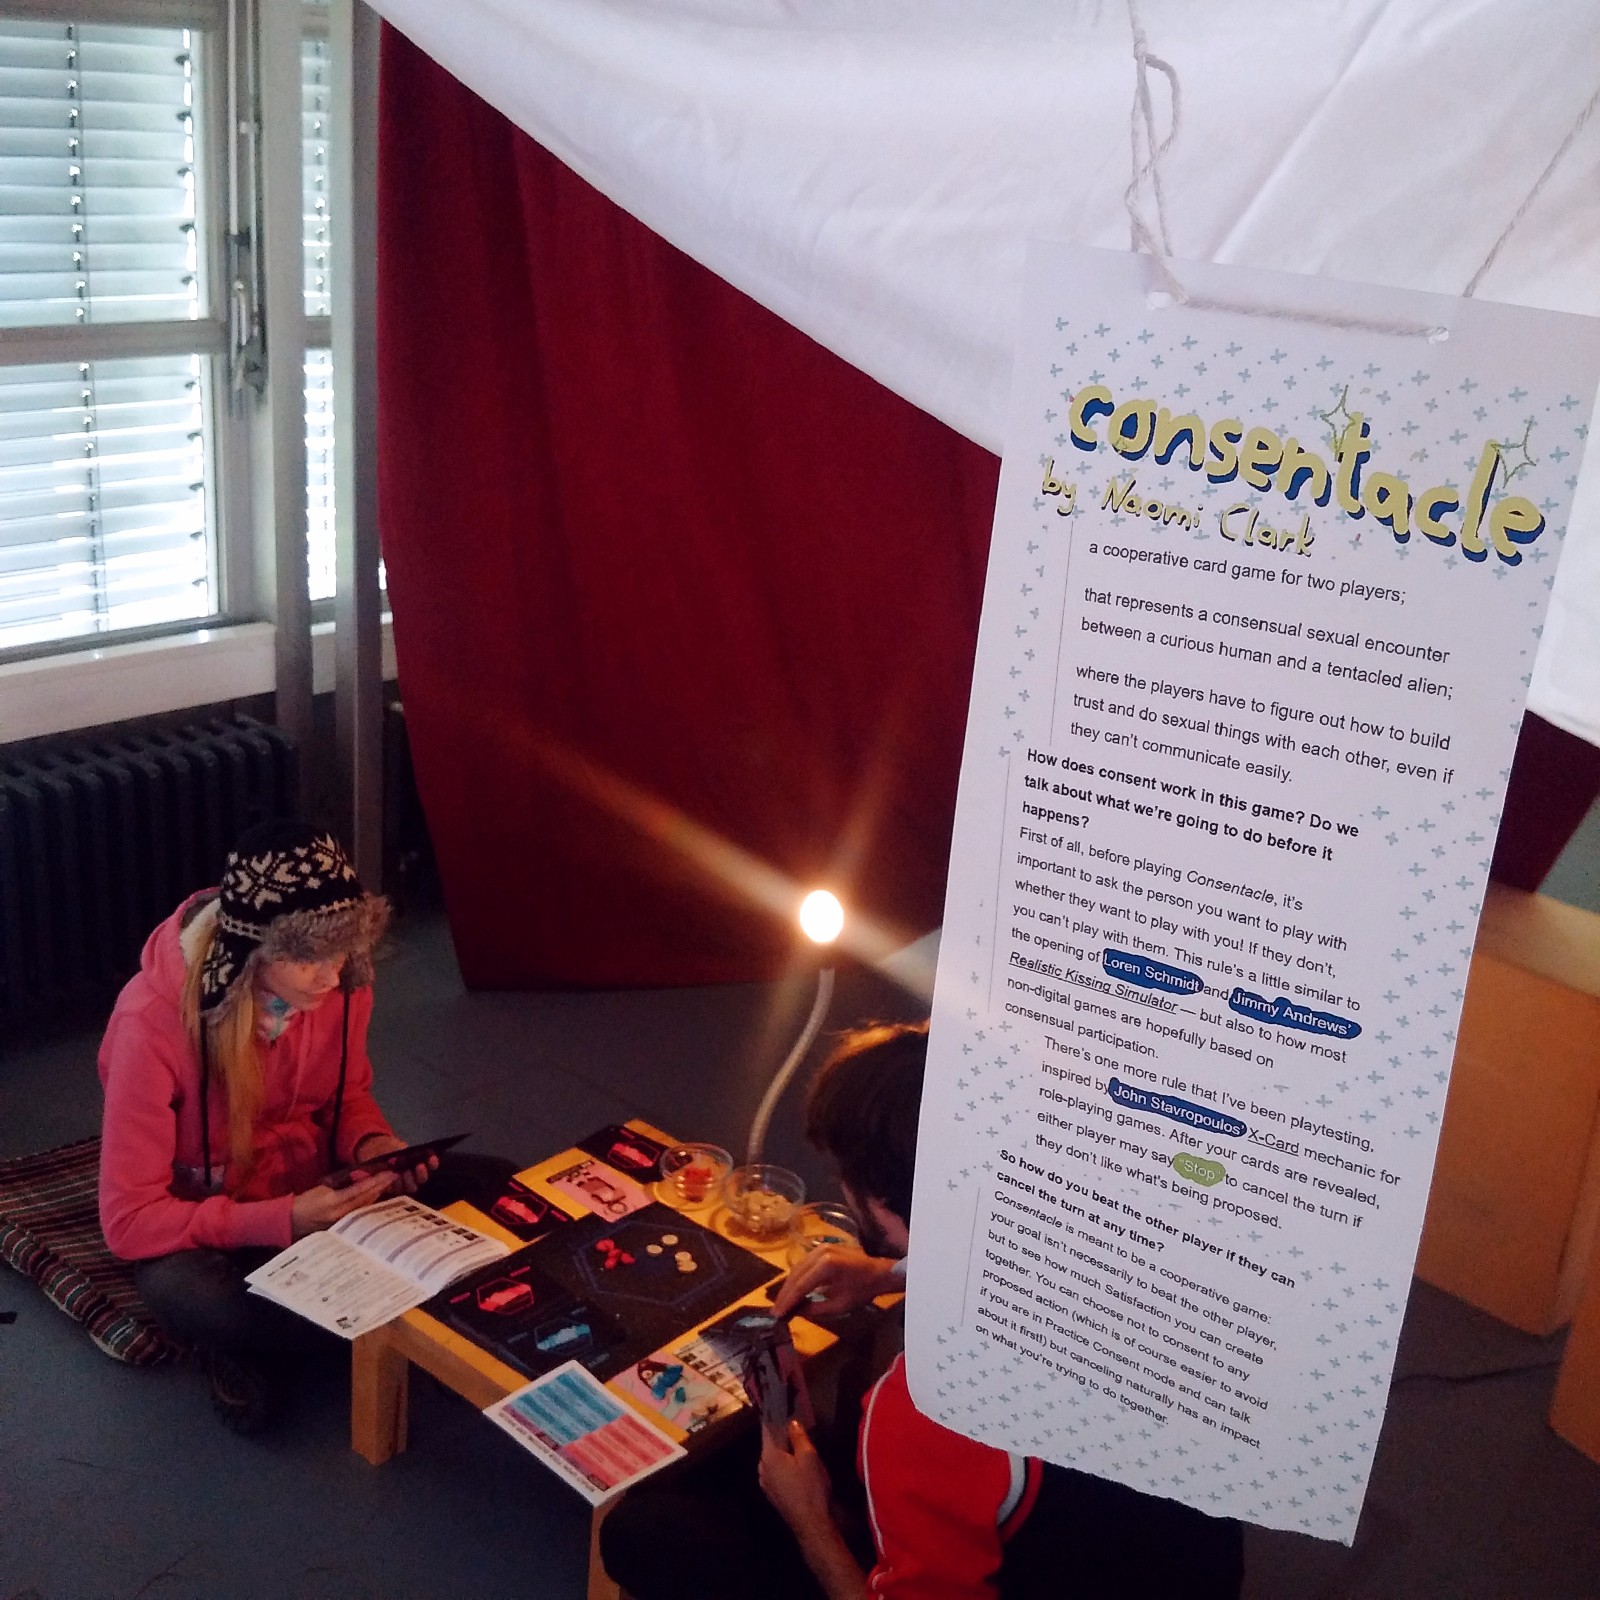 consentacle
by Naomi Clark
a cooperative card game for two players;
that represents a consensual sexual encounter
between a curious human and a tentacled alien;
where the players have to figure out how to build
trust and do sexual things with each other, even if
they can't communicate easily.
How does consent work in this game? Do we
talk about what we're going to do before it
happens?
First of all, before playing Consentacle, it's
important to ask the person you want to play with
whether they want to play with you! If they don't,
you can't play with them. This rule's a little similar to
the opening of Loren Schmidt and Jimmy Andrews'
Realistic Kissing Simulator — but also to how most
non-digital games are hopefully based on
consensual participation.
There's one more rule that I've been playtesting,
inspired by John Stavropoulos' X-Card mechanic for
role-playing games. After your cards are revealed,
either player may say "Stop" to cancel the turn if
they don't like what's being proposed.
So how do you beat the other player if they can
cancel the turn at any time?
Consentacle is meant to be a cooperative game:
your goal isn't necessarily to beat the other player,
but to see how much Satisfaction you can create
together. You can choose not to consent to any
proposed action (which is of course easier to avoid
if you are in Practice Consent mode and can talk
about it first!) but canceling naturally has an impact
on what you're trying to do together.